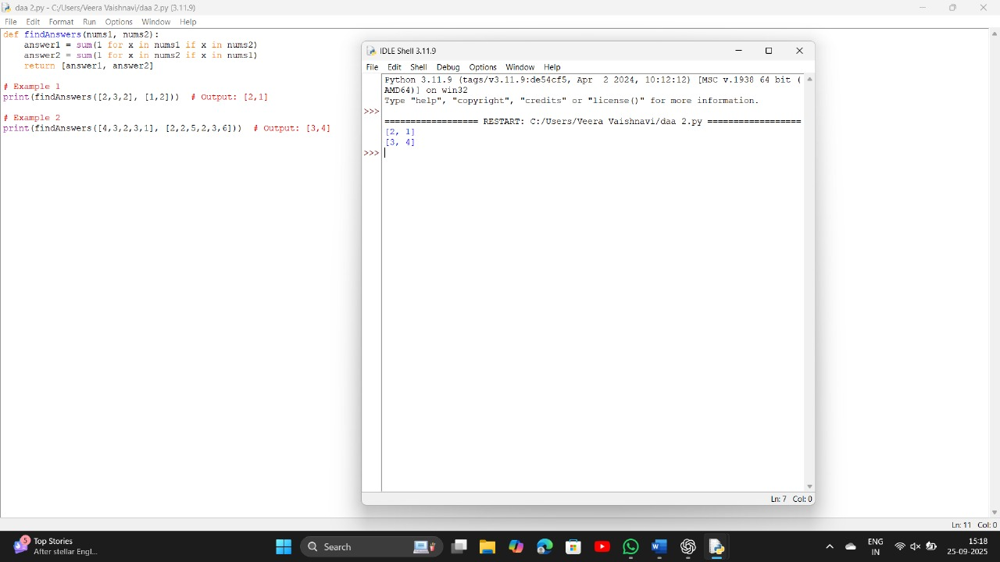 daa 2.py - C:/Users/Veera Vaishnavi/daa 2.py (3.11.9)
File Edit Format Run Options Window Help
def findAnswers(nums1, nums2):
    answer1 = sum(1 for x in nums1 if x in nums2)
    answer2 = sum(1 for x in nums2 if x in nums1)
    return [answer1, answer2]
# Example 1
print(findAnswers([2,3,2], [1,2]))  # Output: [2,1]
# Example 2
print(findAnswers([4,3,2,3,1], [2,2,5,2,3,6]))  # Output: [3,4]
IDLE Shell 3.11.9
File Edit Shell Debug Options Window Help
Python 3.11.9 (tags/v3.11.9:de54cf5, Apr  2 2024, 10:12:12) [MSC v.1938 64 bit (
AMD64)] on win32
Type "help", "copyright", "credits" or "license()" for more information.
>>>
================== RESTART: C:/Users/Veera Vaishnavi/daa 2.py ==================
[2, 1]
[3, 4]
>>>
Ln: 7 Col: 0
Ln: 11 Col: 0
5
Top Stories
After stellar Engl...
Search
ENG
IN
15:18
25-09-2025